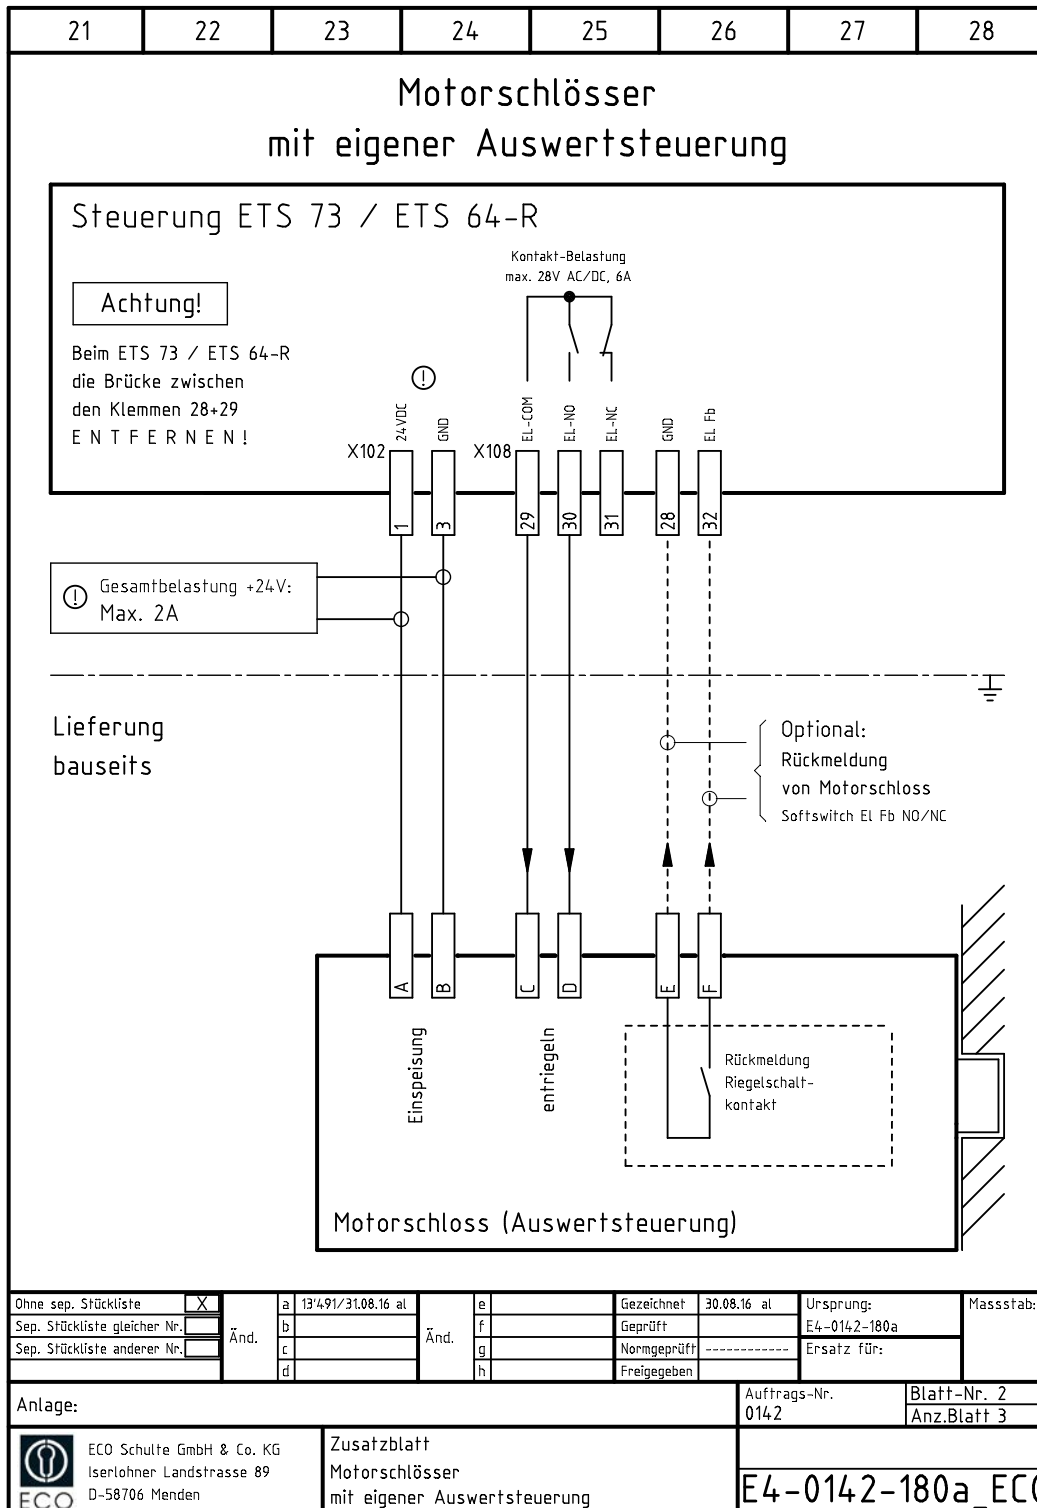 21 22 23 24 25 26 27 28
Motorschlösser
mit eigener Auswertsteuerung
Steuerung ETS 73 / ETS 64-R
Kontakt-Belastung
max. 28V AC/DC, 6A
Achtung!
Beim ETS 73 / ETS 64-R
die Brücke zwischen
den Klemmen 28+29
E N T F E R N E N !
!
X102
24VDC
GND
X108
EL-COM
EL-NO
EL-NC
GND
EL Fb
1 3 29 30 31 28 32
! Gesamtbelastung +24V:
Max. 2A
Lieferung
bauseits
Optional:
Rückmeldung
von Motorschloss
Softswitch El Fb NO/NC
A B C D E F
Einspeisung
entriegeln
Rückmeldung
Riegelschalt-
kontakt
Motorschloss (Auswertsteuerung)
Ohne sep. Stückliste X
Sep. Stückliste gleicher Nr.
Sep. Stückliste anderer Nr.
Änd.
a 13'491/31.08.16 al
b
c
d
Änd.
e
f
g
h
Gezeichnet 30.08.16 al
Geprüft
Normgeprüft ------------
Freigegeben
Ursprung:
E4-0142-180a
Ersatz für:
Massstab:
Anlage:
Auftrags-Nr.
0142
Blatt-Nr. 2
Anz.Blatt 3
ECO
ECO Schulte GmbH & Co. KG
Iserlohner Landstrasse 89
D-58706 Menden
Zusatzblatt
Motorschlösser
mit eigener Auswertsteuerung
E4-0142-180a_ECO